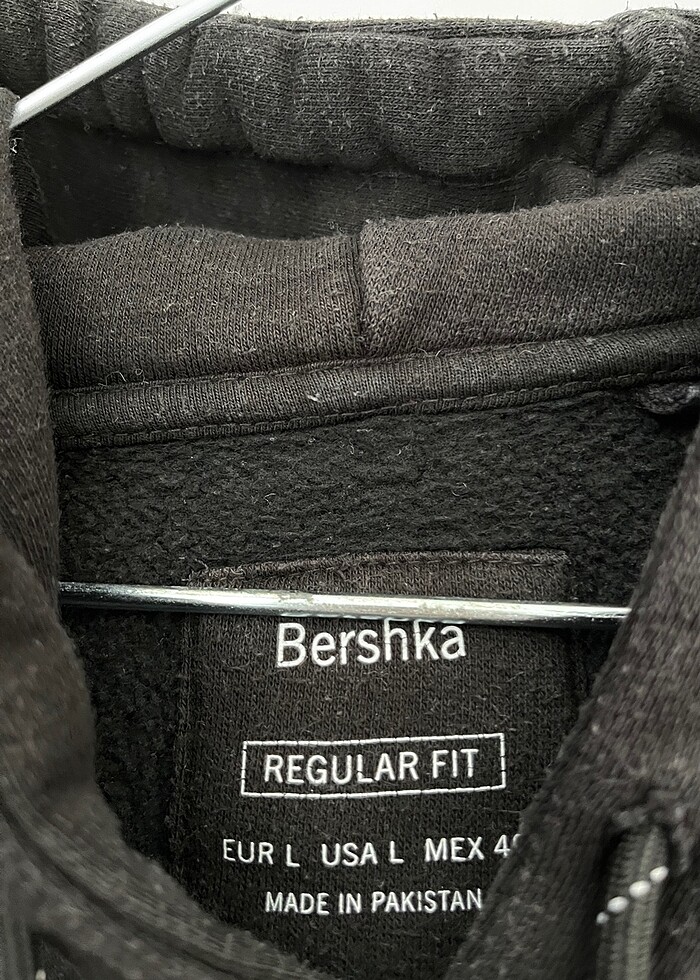 Bershka
REGULAR FIT
EUR L USA L MEX
MADE IN PAKISTAN